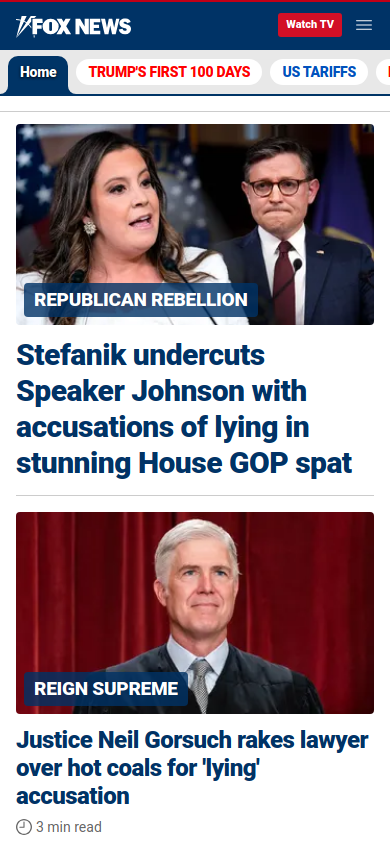 FOX NEWS
Watch TV
Home
TRUMP'S FIRST 100 DAYS
US TARIFFS
REPUBLICAN REBELLION
Stefanik undercuts
Speaker Johnson with
accusations of lying in
stunning House GOP spat
REIGN SUPREME
Justice Neil Gorsuch rakes lawyer
over hot coals for 'lying'
accusation
3 min read